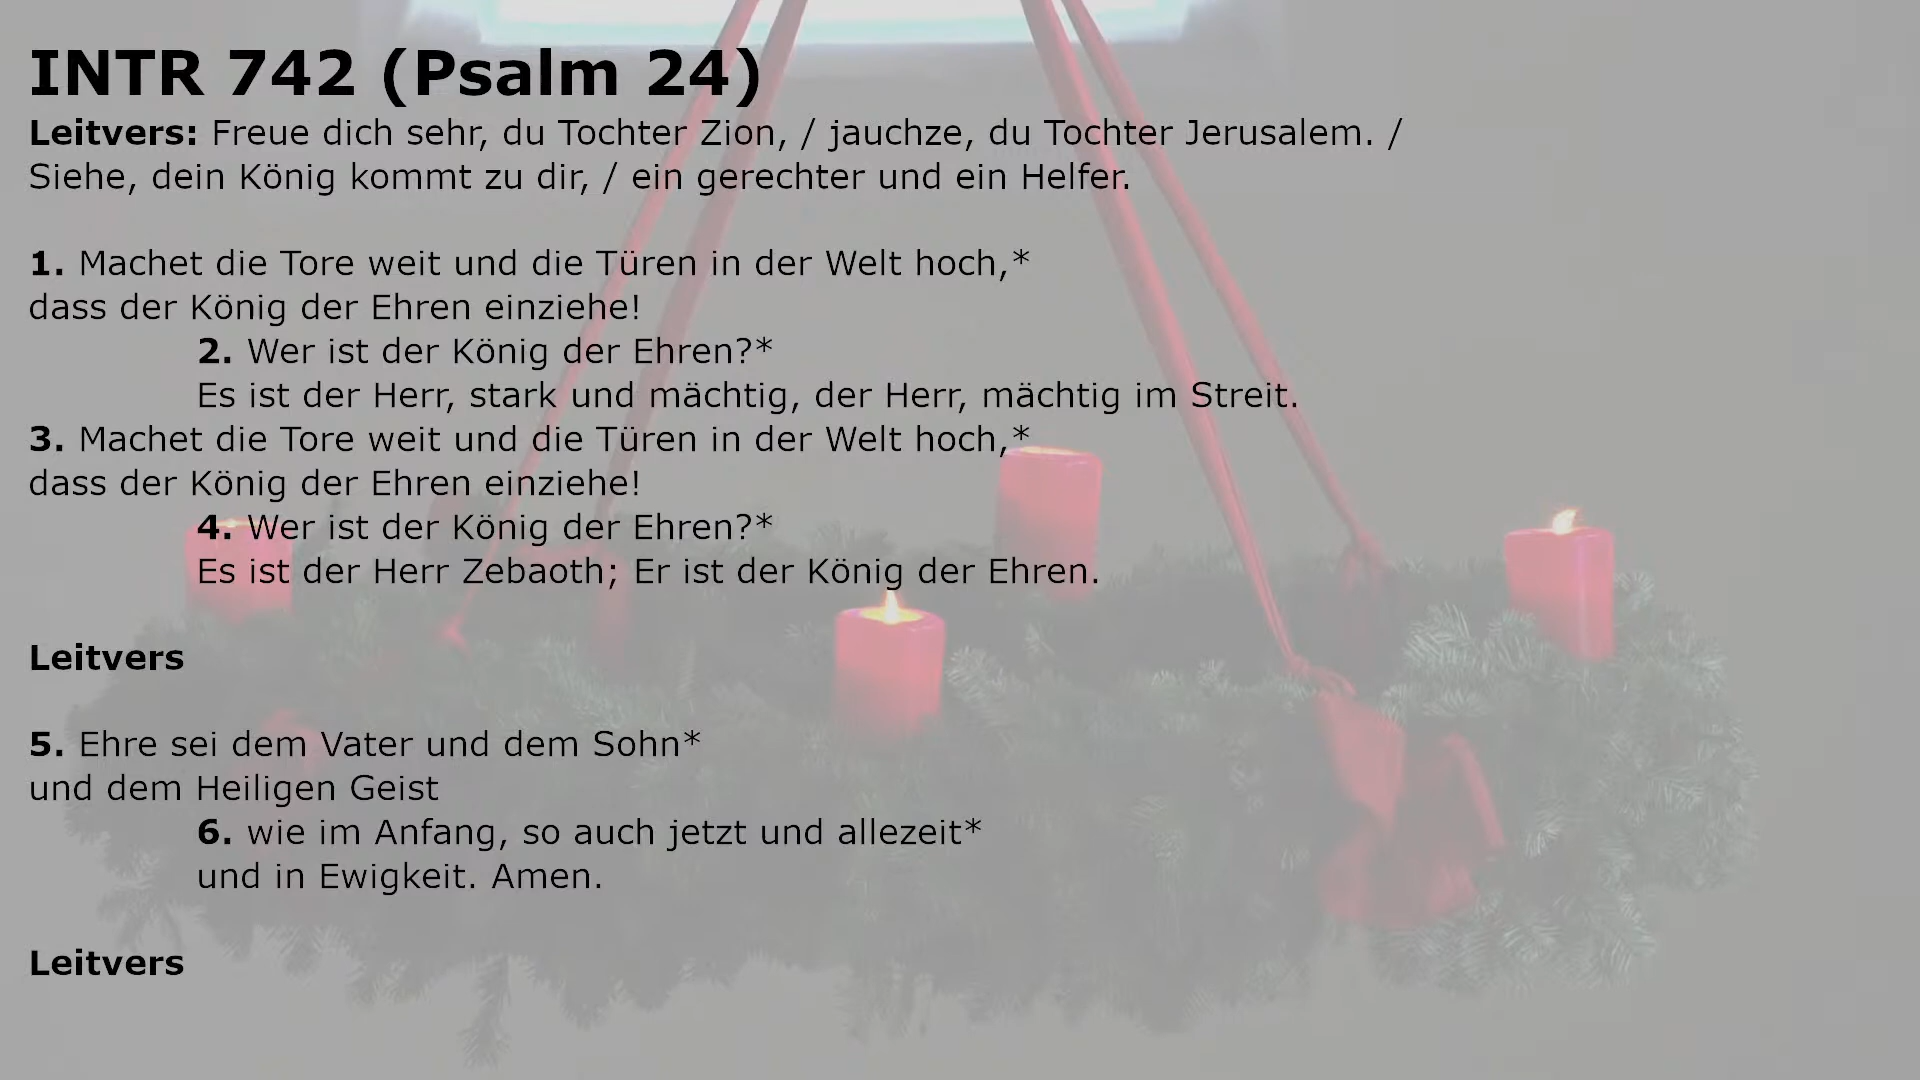 INTR 742 (Psalm 24)
Leitvers: Freue dich sehr, du Tochter Zion, / jauchze, du Tochter Jerusalem. /
Siehe, dein König kommt zu dir, / ein gerechter und ein Helfer.
1. Machet die Tore weit und die Türen in der Welt hoch,*
dass der König der Ehren einziehe!
2. Wer ist der König der Ehren?*
Es ist der Herr, stark und mächtig, der Herr, mächtig im Streit.
3. Machet die Tore weit und die Türen in der Welt hoch,*
dass der König der Ehren einziehe!
4. Wer ist der König der Ehren?*
Es ist der Herr Zebaoth; Er ist der König der Ehren.
Leitvers
5. Ehre sei dem Vater und dem Sohn*
und dem Heiligen Geist
6. wie im Anfang, so auch jetzt und allezeit*
und in Ewigkeit. Amen.
Leitvers